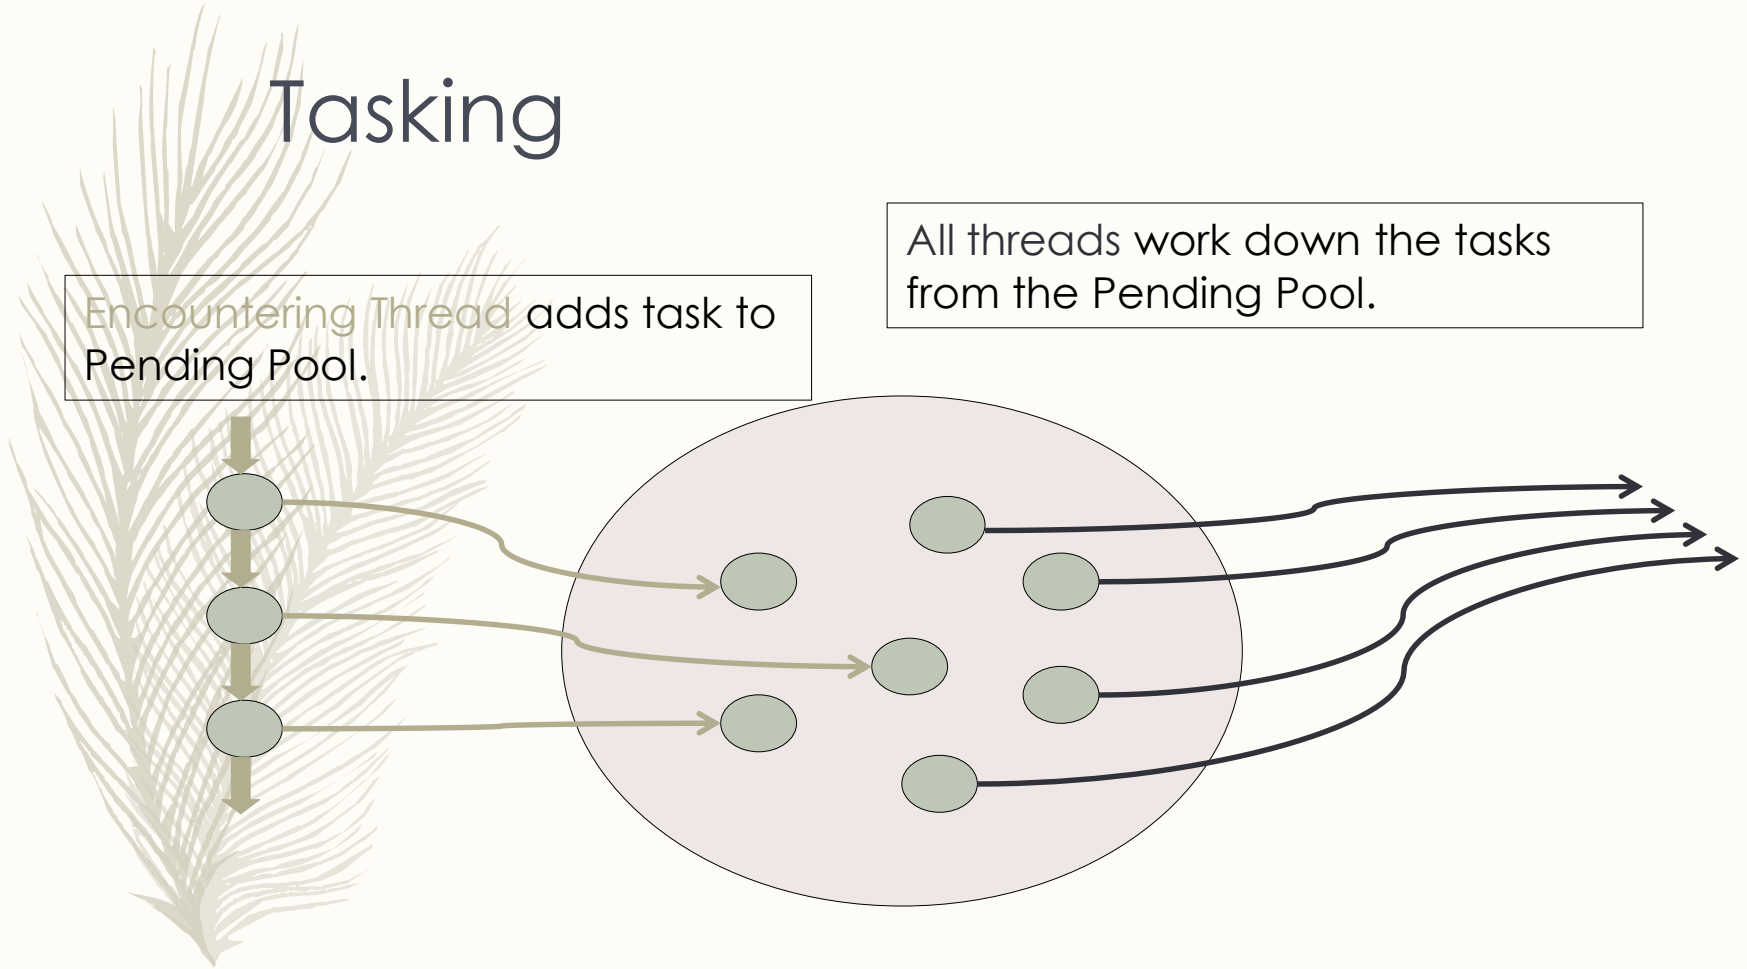 Tasking
Encountering Thread adds task to
Pending Pool.
All threads work down the tasks
from the Pending Pool.